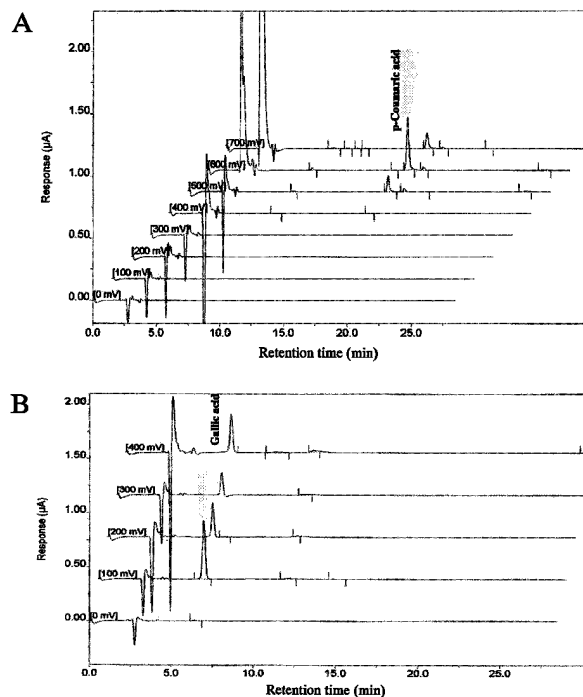 A
2.00
1.50
1.00
0.50
0.00
Response (µA)
p-Coumaric acid
[700 mV]
[600 mV]
[500 mV]
[400 mV]
[300 mV]
[200 mV]
[100 mV]
[0 mV]
0.0 5.0 10.0 15.0 20.0 25.0
Retention time (min)
B
2.00
1.50
1.00
0.50
0.00
Response (µA)
Gallic acid
[400 mV]
[300 mV]
[200 mV]
[100 mV]
[0 mV]
0.0 5.0 10.0 15.0 20.0 25.0
Retention time (min)